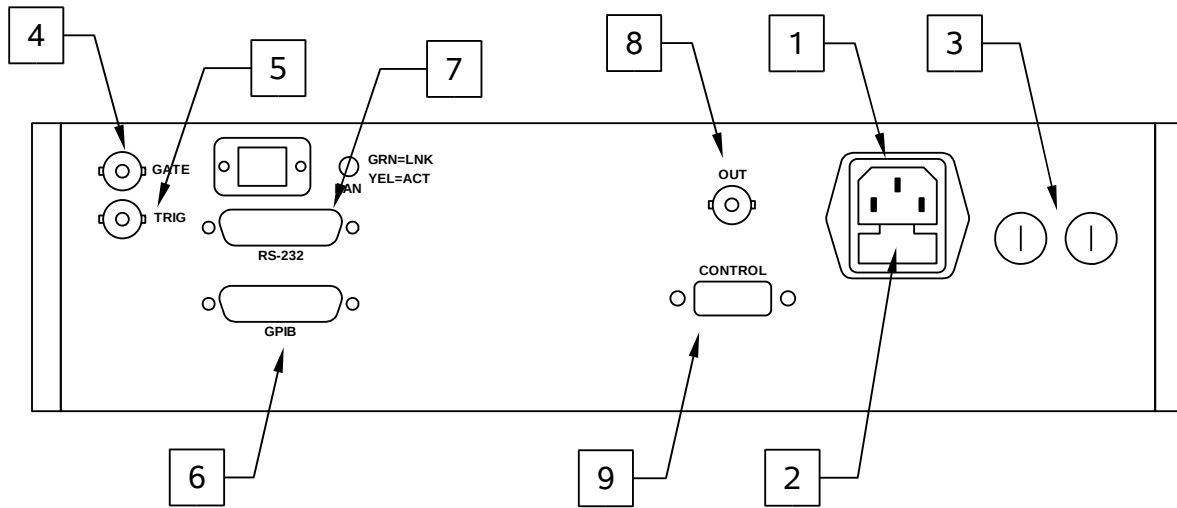 4
5
7
8
1
3
GATE
GRN=LNK
YEL=ACT
TRIG
OUT
RS-232
CONTROL
GPIB
6
9
2